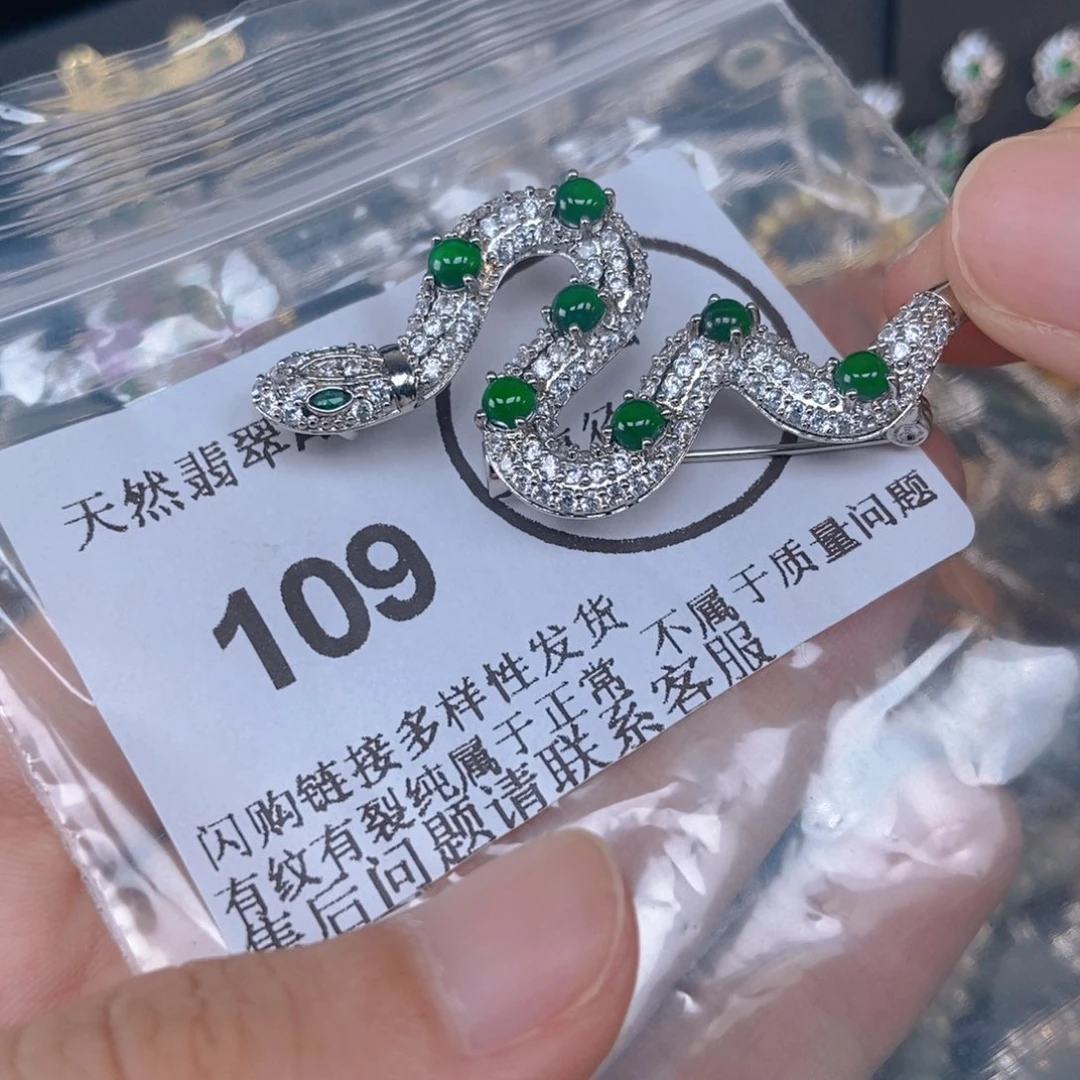 天然翡翠A
109
闪购链接多样性发货
有纹有裂纯属于正常 不属于质量问题
售后问题请联系客服